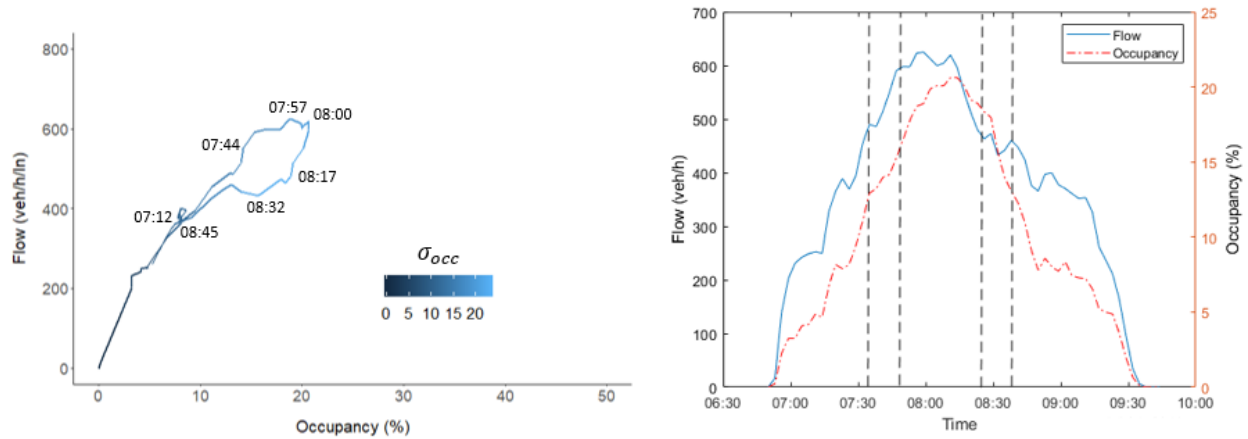 800
600
400
200
0
Flow (veh/h/ln)
07:57
08:00
07:44
08:17
07:12
08:32
08:45
σocc
0 5 10 15 20
0 10 20 30 40 50
Occupancy (%)
700
600
500
400
300
200
100
0
Flow (veh/h)
Flow
Occupancy
25
20
15
10
5
0
Occupancy (%)
06:30 07:00 07:30 08:00 08:30 09:00 09:30 10:00
Time